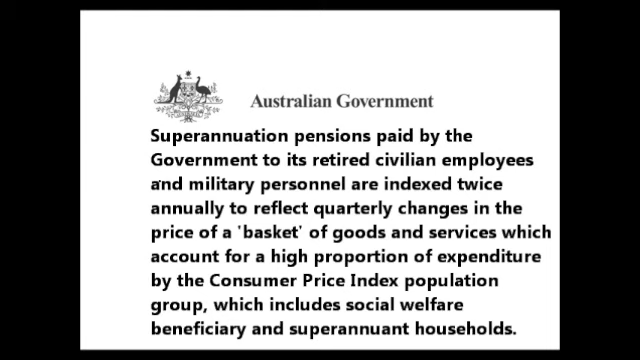 Australian Government
Superannuation pensions paid by the
Government to its retired civilian employees
and military personnel are indexed twice
annually to reflect quarterly changes in the
price of a 'basket' of goods and services which
account for a high proportion of expenditure
by the Consumer Price Index population
group, which includes social welfare
beneficiary and superannuant households.